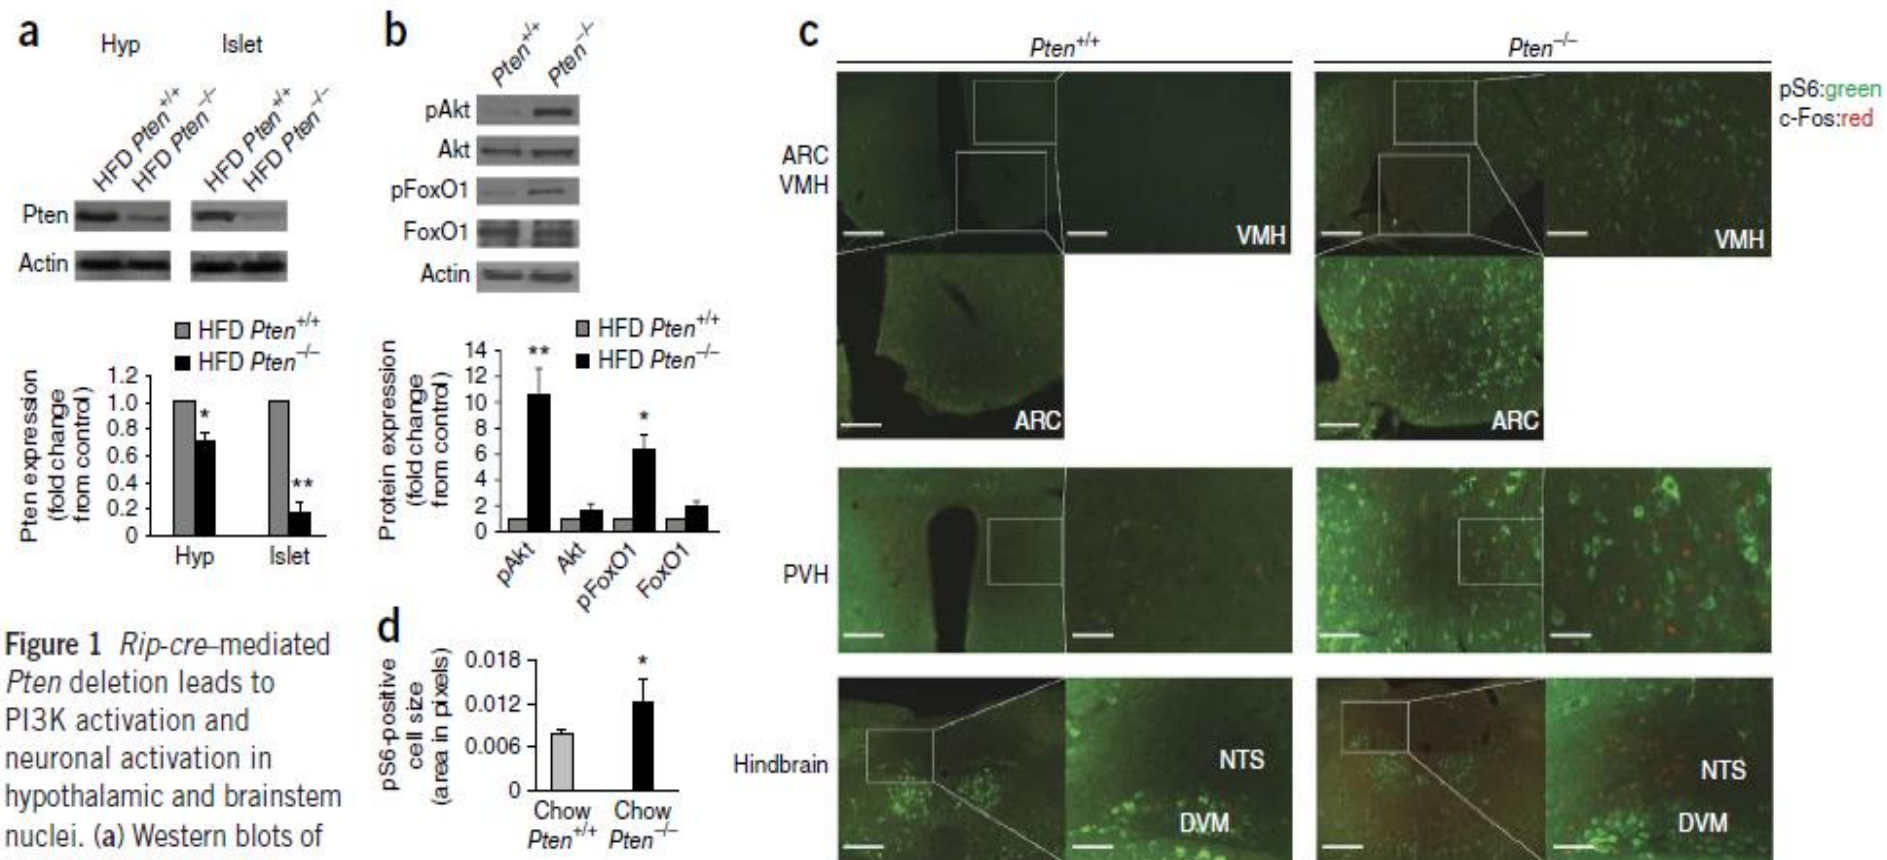 a
Hyp Islet
HFD Pten+/+
HFD Pten–/–
HFD Pten+/+
HFD Pten–/–
Pten
Actin
HFD Pten+/+
HFD Pten–/–
Pten expression
(fold change
from control)
1.2
1.0
0.8
0.6
0.4
0.2
0
*
**
Hyp Islet
b
Pten+/+
Pten–/–
pAkt
Akt
pFoxO1
FoxO1
Actin
HFD Pten+/+
HFD Pten–/–
Protein expression
(fold change
from control)
14
12
10
8
6
4
2
0
**
*
pAkt
Akt
pFoxO1
FoxO1
c
Pten+/+ Pten–/–
pS6:green
c-Fos:red
ARC
VMH
VMH
VMH
ARC
ARC
PVH
Hindbrain
NTS
DVM
NTS
DVM
d
pS6-positive
cell size
(area in pixels)
0.018
0.012
0.006
0
*
Chow
Pten+/+
Chow
Pten–/–
Figure 1 Rip-cre–mediated
Pten deletion leads to
PI3K activation and
neuronal activation in
hypothalamic and brainstem
nuclei. (a) Western blots of